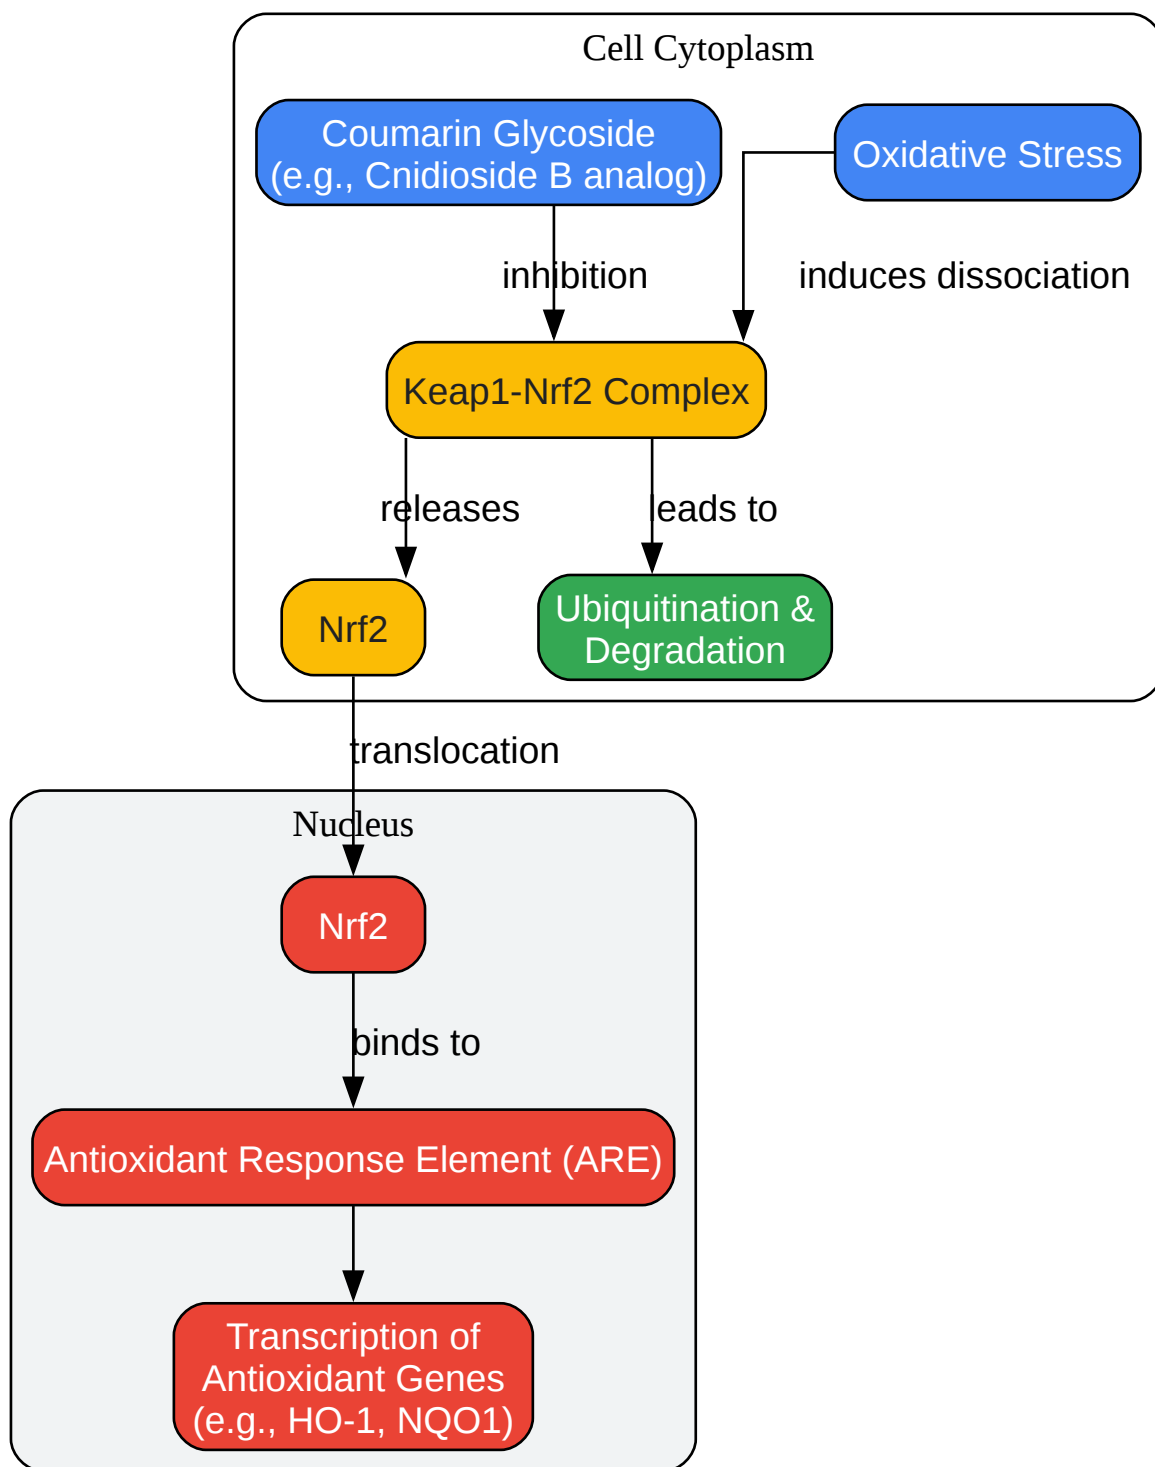 Cell Cytoplasm
Coumarin Glycoside
(e.g., Cnidioside B analog)
Oxidative Stress
inhibition
induces dissociation
Keap1-Nrf2 Complex
releases
leads to
Nrf2
Ubiquitination &
Degradation
translocation
Nucleus
Nrf2
binds to
Antioxidant Response Element (ARE)
Transcription of
Antioxidant Genes
(e.g., HO-1, NQO1)